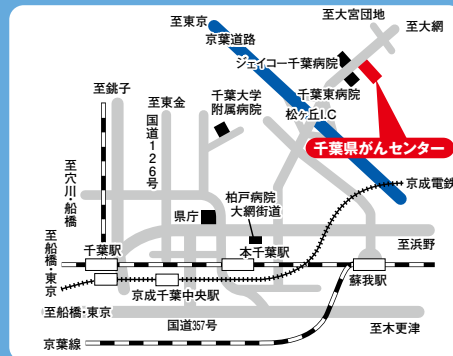 至東京
京葉道路
至大宮団地
至大網
ジェイコー千葉病院
千葉東病院
松ヶ丘I.C
千葉県がんセンター
至銚子
至東金
国道126号
千葉大学
附属病院
至穴川・船橋
京成電鉄
柏戸病院
大網街道
県庁
至浜野
至船橋・東京
千葉駅
本千葉駅
蘇我駅
京成千葉中央駅
至船橋・東京
国道357号
至木更津
京葉線